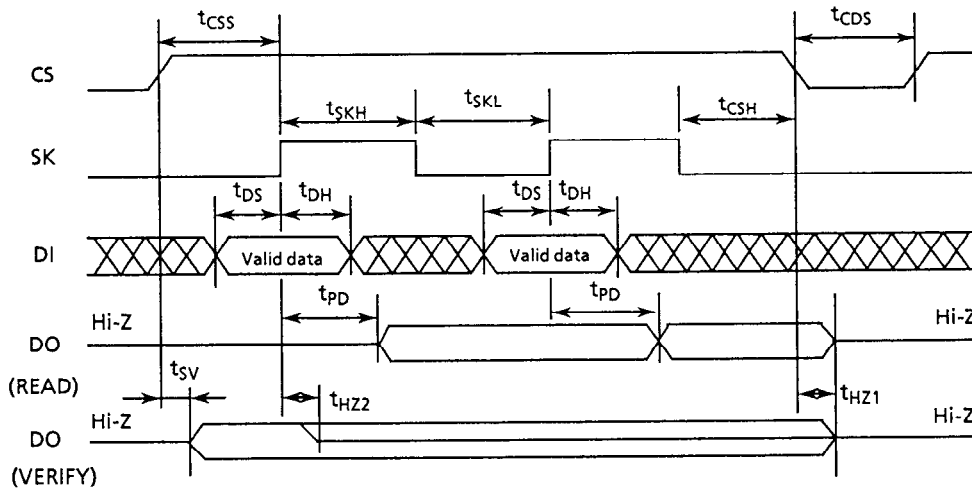 tCSS
tCDS
CS
tSKH
tSKL
tCSH
SK
tDS
tDH
tDS
tDH
DI
Valid data
Valid data
tPD
tPD
Hi-Z
Hi-Z
DO
(READ)
tSV
tHZ2
tHZ1
Hi-Z
Hi-Z
DO
(VERIFY)